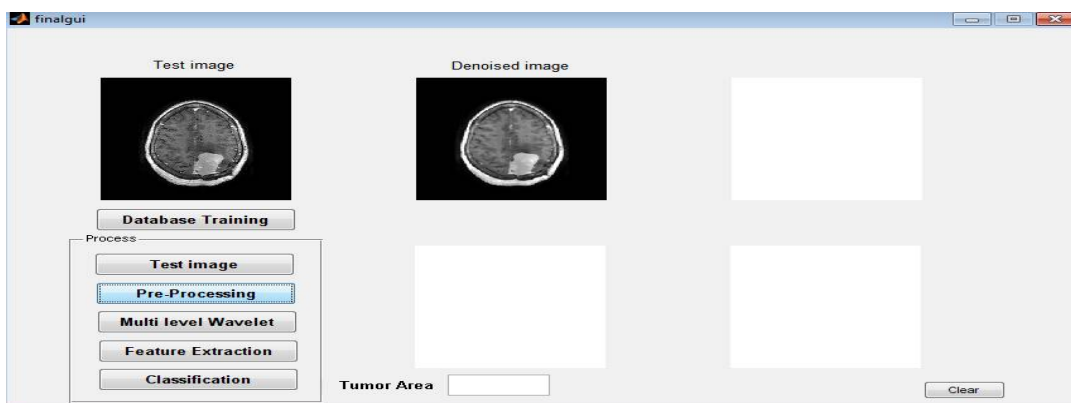 finalgui
Test image
Denoised image
Database Training
Process
Test image
Pre-Processing
Multi level Wavelet
Feature Extraction
Classification
Tumor Area
Clear